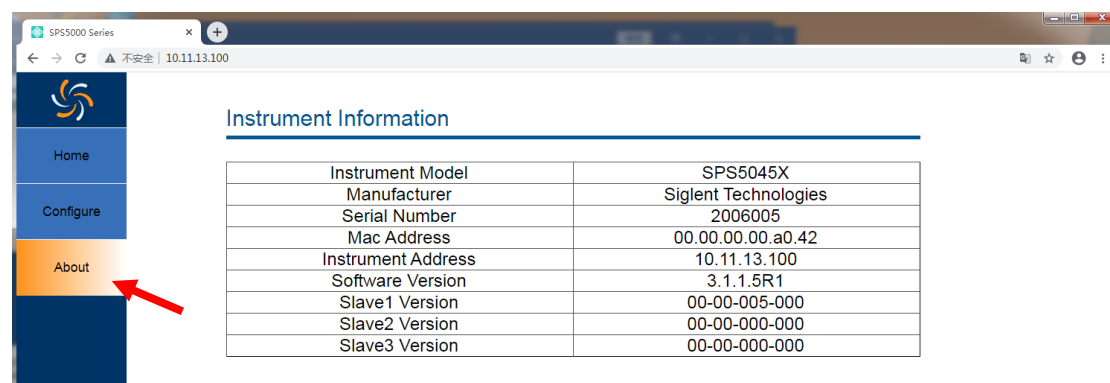 SPS5000 Series
不安全 | 10.11.13.100
Home
Configure
About
Instrument Information
Instrument Model SPS5045X
Manufacturer Siglent Technologies
Serial Number 2006005
Mac Address 00.00.00.00.a0.42
Instrument Address 10.11.13.100
Software Version 3.1.1.5R1
Slave1 Version 00-00-005-000
Slave2 Version 00-00-000-000
Slave3 Version 00-00-000-000